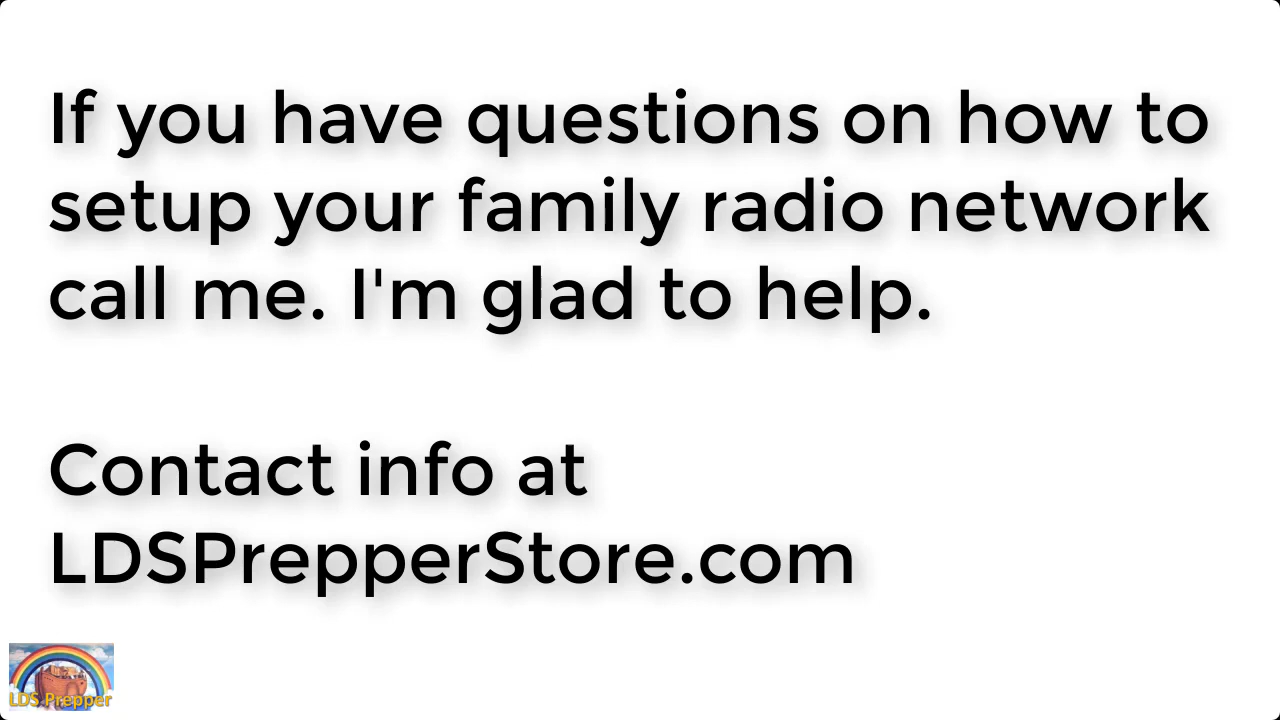 If you have questions on how to
setup your family radio network
call me. I'm glad to help.
Contact info at
LDSPrepperStore.com
LDS Prepper